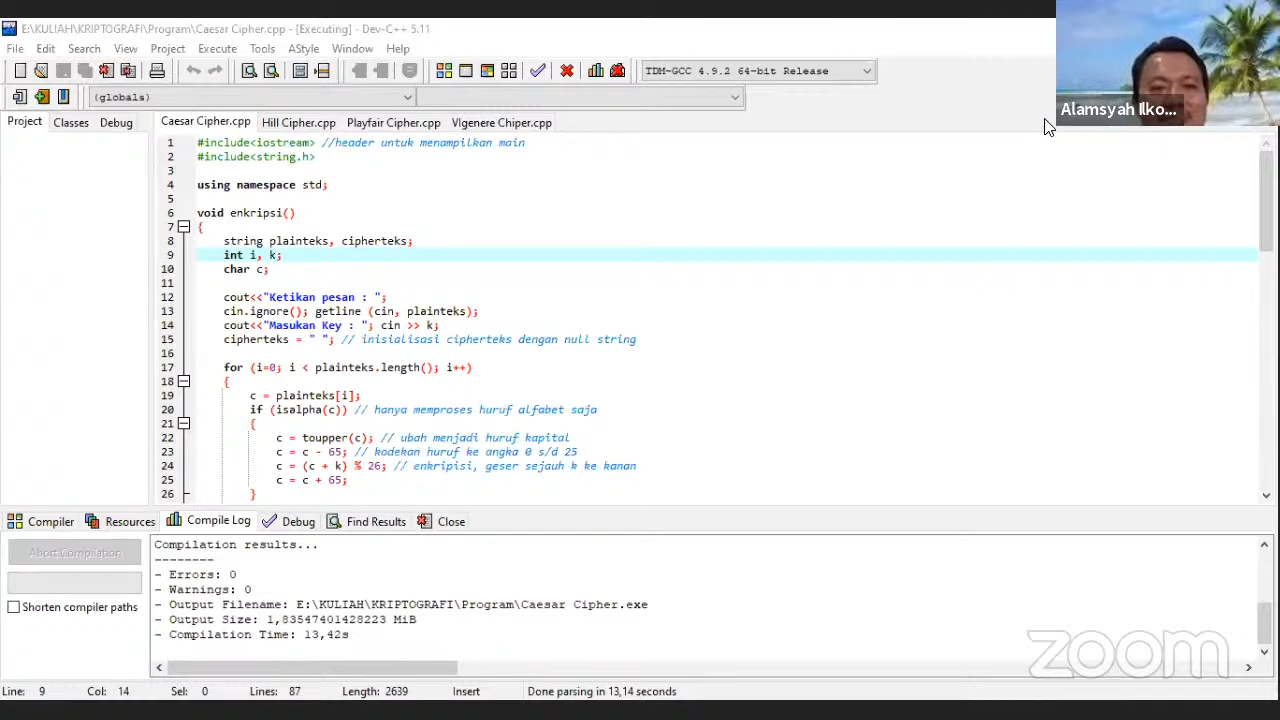 E:\KULIAH\KRIPTOGRAFI\Program\Caesar Cipher.cpp - [Executing] - Dev-C++ 5.11
File Edit Search View Project Execute Tools AStyle Window Help
TDM-GCC 4.9.2 64-bit Release
(globals)
Alamsyah Ilko...
Project Classes Debug
Caesar Cipher.cpp Hill Cipher.cpp Playfair Cipher.cpp VIgenere Chiper.cpp
1 #include<iostream> //header untuk menampilkan main
2 #include<string.h>
3
4 using namespace std;
5
6 void enkripsi()
7 {
8 string plainteks, cipherteks;
9 int i, k;
10 char c;
11
12 cout<<"Ketikan pesan : ";
13 cin.ignore(); getline (cin, plainteks);
14 cout<<"Masukan Key : "; cin >> k;
15 cipherteks = " "; // inisialisasi cipherteks dengan null string
16
17 for (i=0; i < plainteks.length(); i++)
18 {
19 c = plainteks[i];
20 if (isalpha(c)) // hanya memproses huruf alfabet saja
21 {
22 c = toupper(c); // ubah menjadi huruf kapital
23 c = c - 65; // kodekan huruf ke angka 0 s/d 25
24 c = (c + k) % 26; // enkripisi, geser sejauh k ke kanan
25 c = c + 65;
26 }
Compiler Resources Compile Log Debug Find Results Close
Abort Compilation
Shorten compiler paths
Compilation results...
--------
- Errors: 0
- Warnings: 0
- Output Filename: E:\KULIAH\KRIPTOGRAFI\Program\Caesar Cipher.exe
- Output Size: 1,83547401428223 MiB
- Compilation Time: 13,42s
zoom
Line: 9 Col: 14 Sel: 0 Lines: 87 Length: 2639 Insert Done parsing in 13,14 seconds